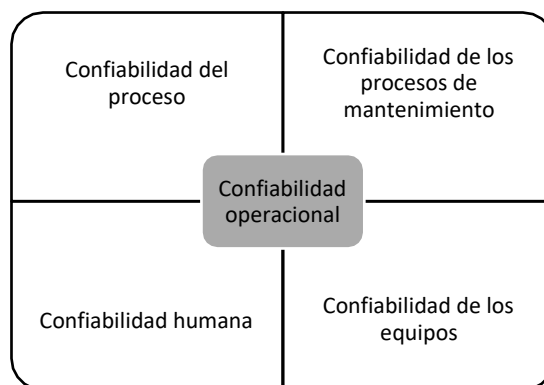 Confiabilidad del
proceso
Confiabilidad de los
procesos de
mantenimiento
Confiabilidad
operacional
Confiabilidad humana
Confiabilidad de los
equipos